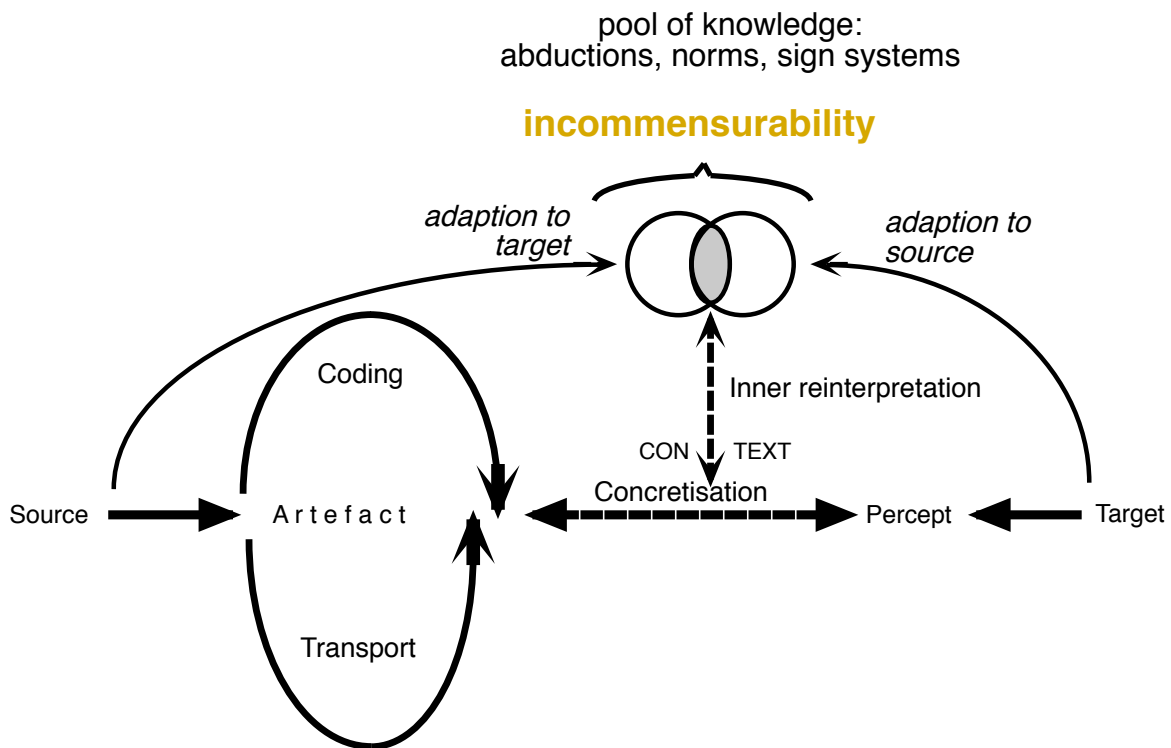 pool of knowledge:
abductions, norms, sign systems
incommensurability
adaption to
target
adaption to
source
Coding
Inner reinterpretation
CON TEXT
Concretisation
Source
A r t e f a c t
Percept
Target
Transport